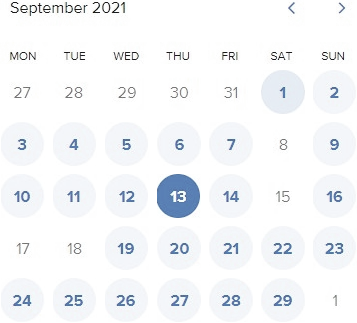 September 2021
MON TUE WED THU FRI SAT SUN
27 28 29 30 31 1 2
3 4 5 6 7 8 9
10 11 12 13 14 15 16
17 18 19 20 21 22 23
24 25 26 27 28 29 1